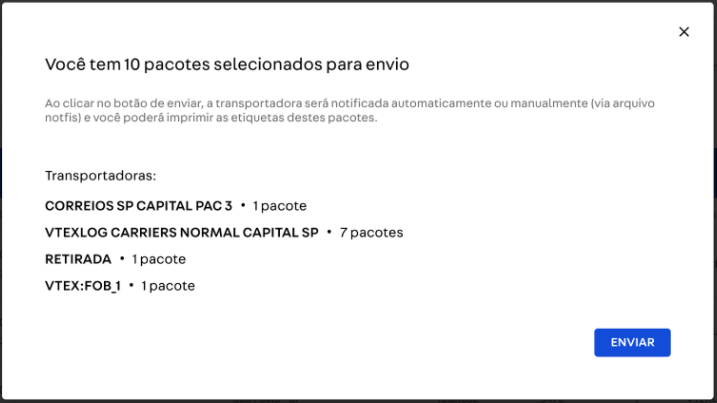 Você tem 10 pacotes selecionados para envio
Ao clicar no botão de enviar, a transportadora será notificada automaticamente ou manualmente (via arquivo
notfis) e você poderá imprimir as etiquetas destes pacotes.
Transportadoras:
CORREIOS SP CAPITAL PAC 3 • 1 pacote
VTEXLOG CARRIERS NORMAL CAPITAL SP • 7 pacotes
RETIRADA • 1 pacote
VTEX:FOB_1 • 1 pacote
ENVIAR